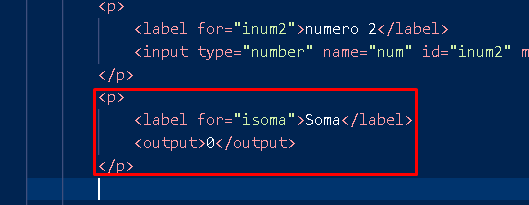 <p>
<label for="inum2">numero 2</label>
<input type="number" name="num" id="inum2" m
</p>
<p>
<label for="isoma">Soma</label>
<output>0</output>
</p>